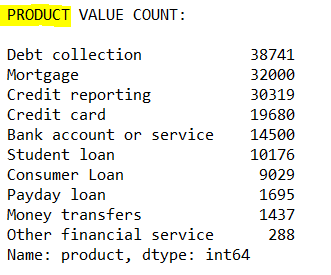 PRODUCT VALUE COUNT:
Debt collection 38741
Mortgage 32000
Credit reporting 30319
Credit card 19680
Bank account or service 14500
Student loan 10176
Consumer Loan 9029
Payday loan 1695
Money transfers 1437
Other financial service 288
Name: product, dtype: int64